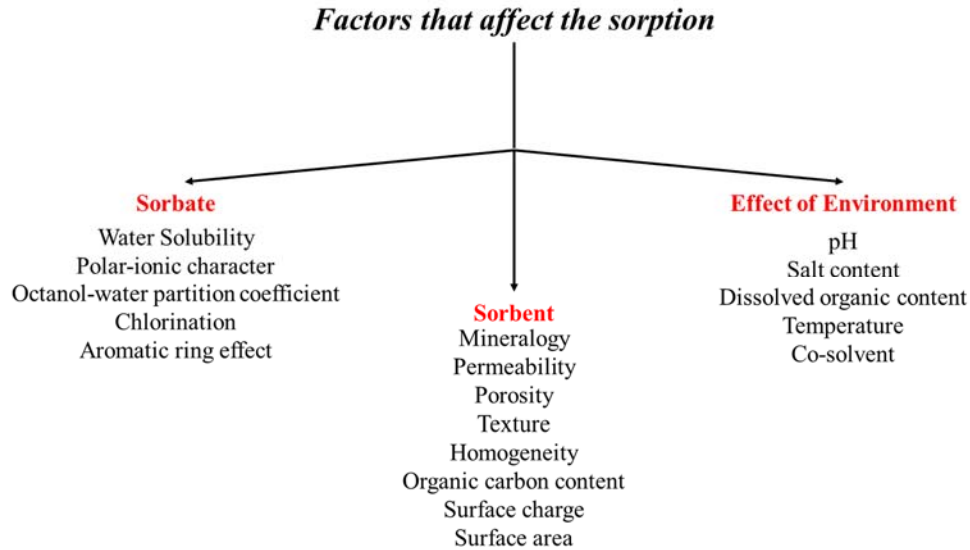 Factors that affect the sorption
Sorbate
Water Solubility
Polar-ionic character
Octanol-water partition coefficient
Chlorination
Aromatic ring effect
Sorbent
Mineralogy
Permeability
Porosity
Texture
Homogeneity
Organic carbon content
Surface charge
Surface area
Effect of Environment
pH
Salt content
Dissolved organic content
Temperature
Co-solvent